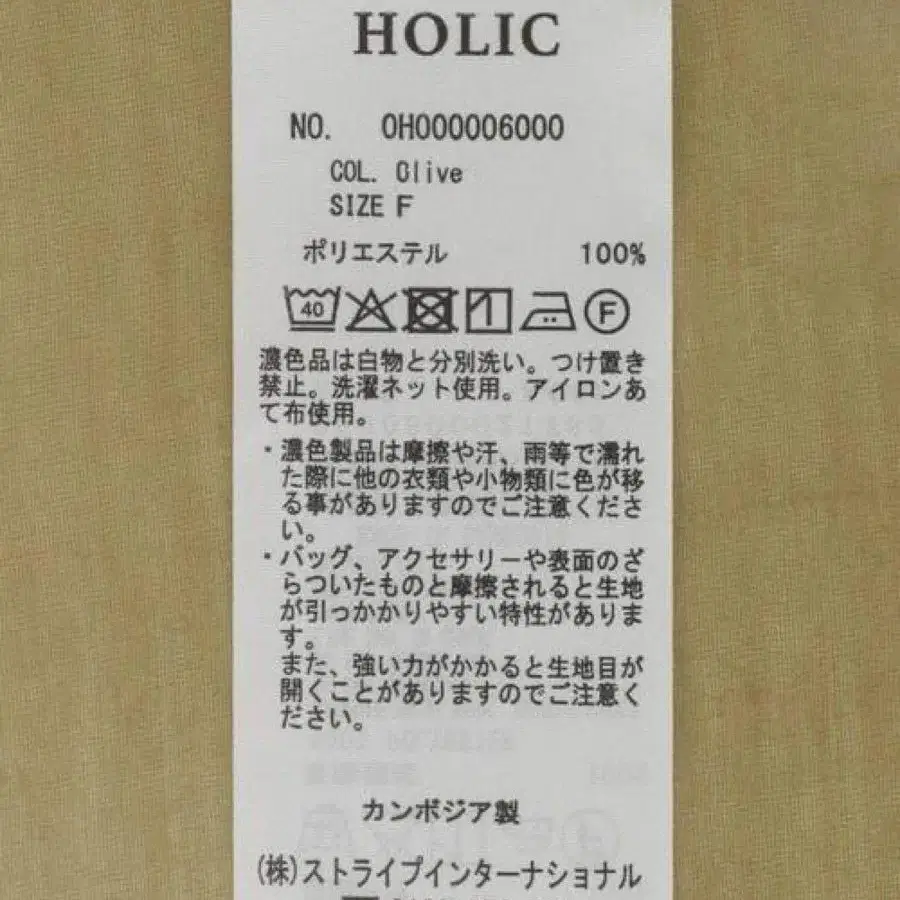 HOLIC
NO. OH000006000
COL. Olive
SIZE F
ポリエステル 100%
40 F
濃色品は白物と分別洗い。つけ置き
禁止。洗濯ネット使用。アイロンあ
て布使用。
・濃色製品は摩擦や汗、雨等で濡れ
た際に他の衣類や小物類に色が移
る事がありますのでご注意くださ
い。
・バッグ、アクセサリーや表面のざ
らついたものと摩擦されると生地
が引っかかりやすい特性がありま
す。
また、強い力がかかると生地目が
開くことがありますのでご注意く
ださい。
カンボジア製
(株)ストライプインターナショナル